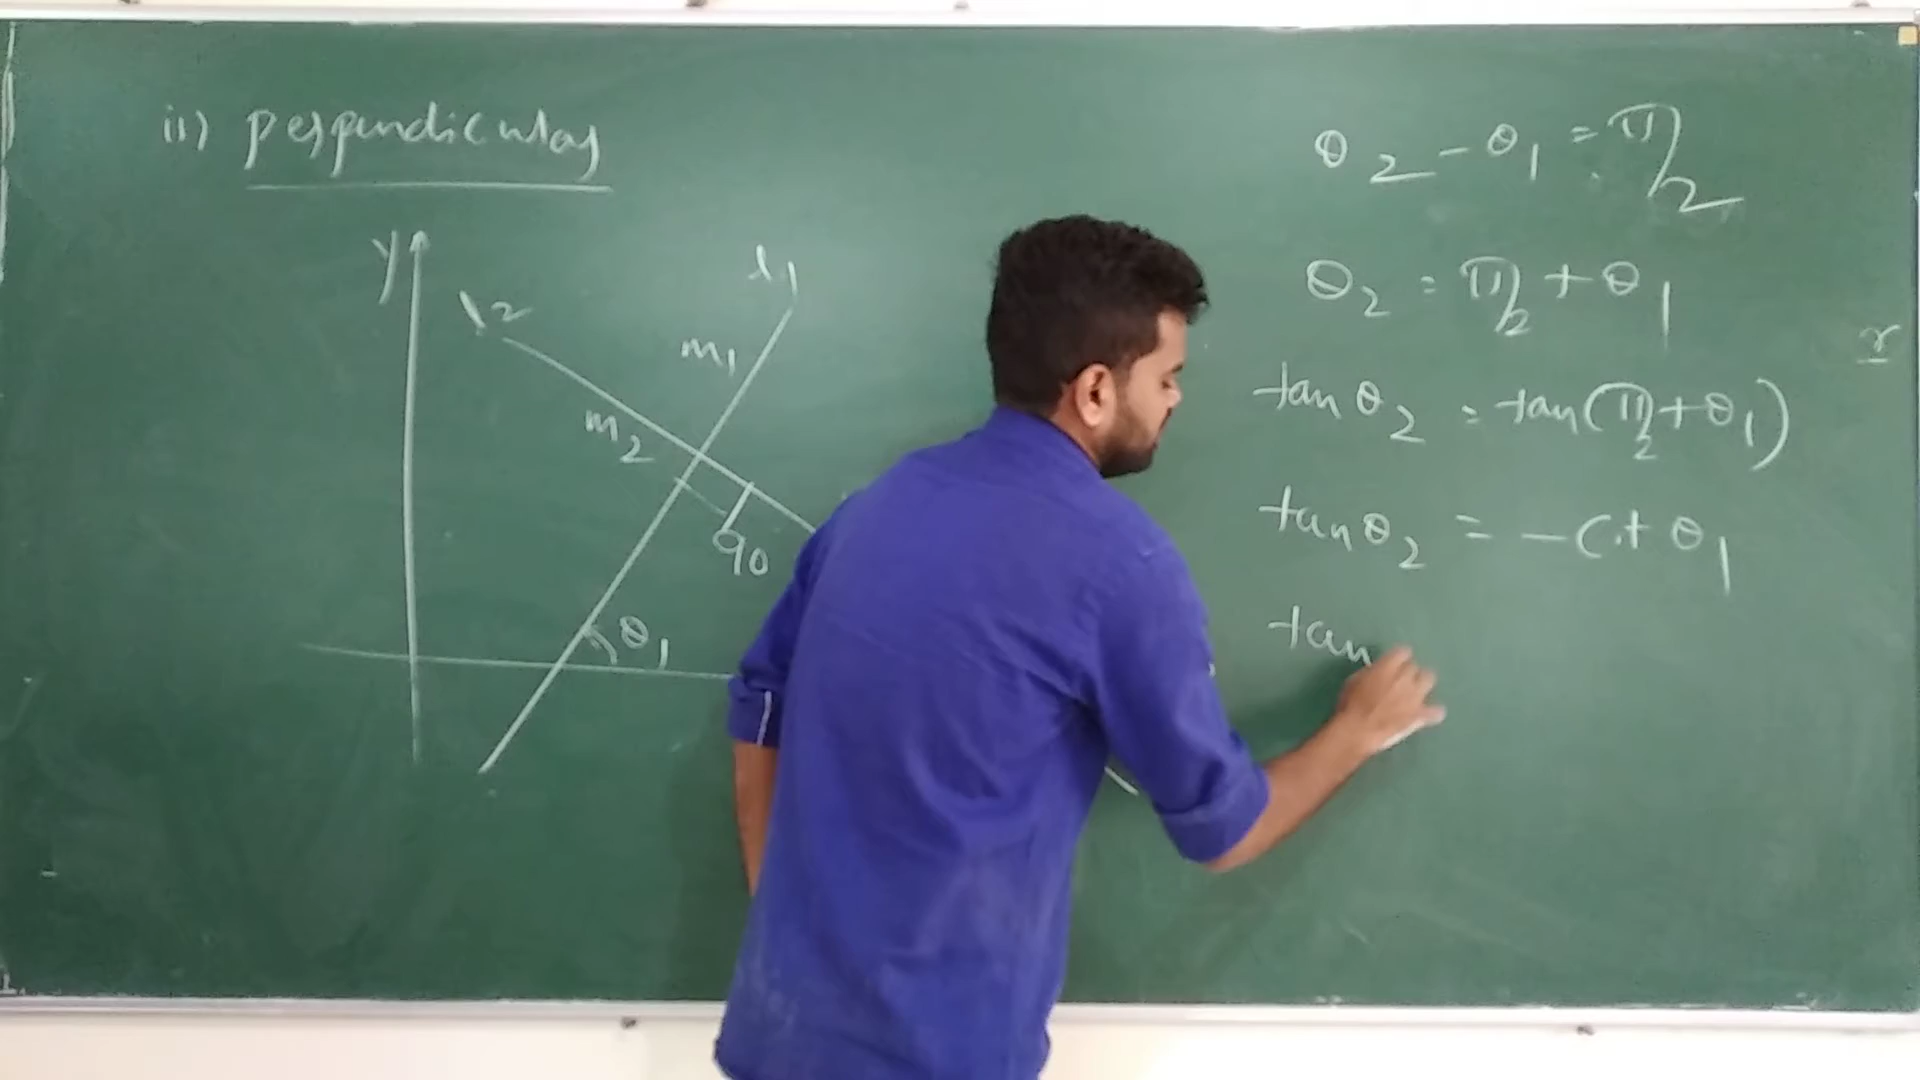 ii) perpendicular
y
l2
l1
m1
m2
90
θ1
θ2 - θ1 = π/2
θ2 = π/2 + θ1
tan θ2 = tan(π/2 + θ1)
tan θ2 = -Cot θ1
tan
r